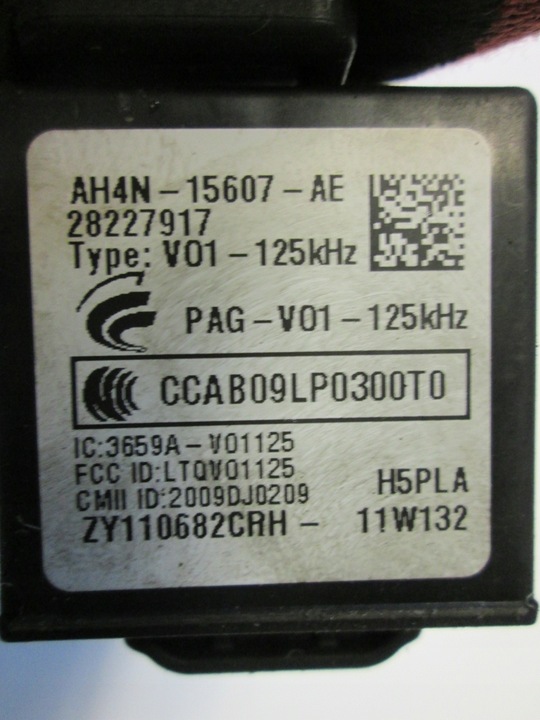 AH4N-15607-AE
28227917
Type: V01-125kHz
PAG-V01-125kHz
CCAB09LP0300T0
IC:3659A-V01125
FCC ID:LTQV01125
CMII ID:2009DJ0209
H5PLA
ZY110682CRH- 11W132